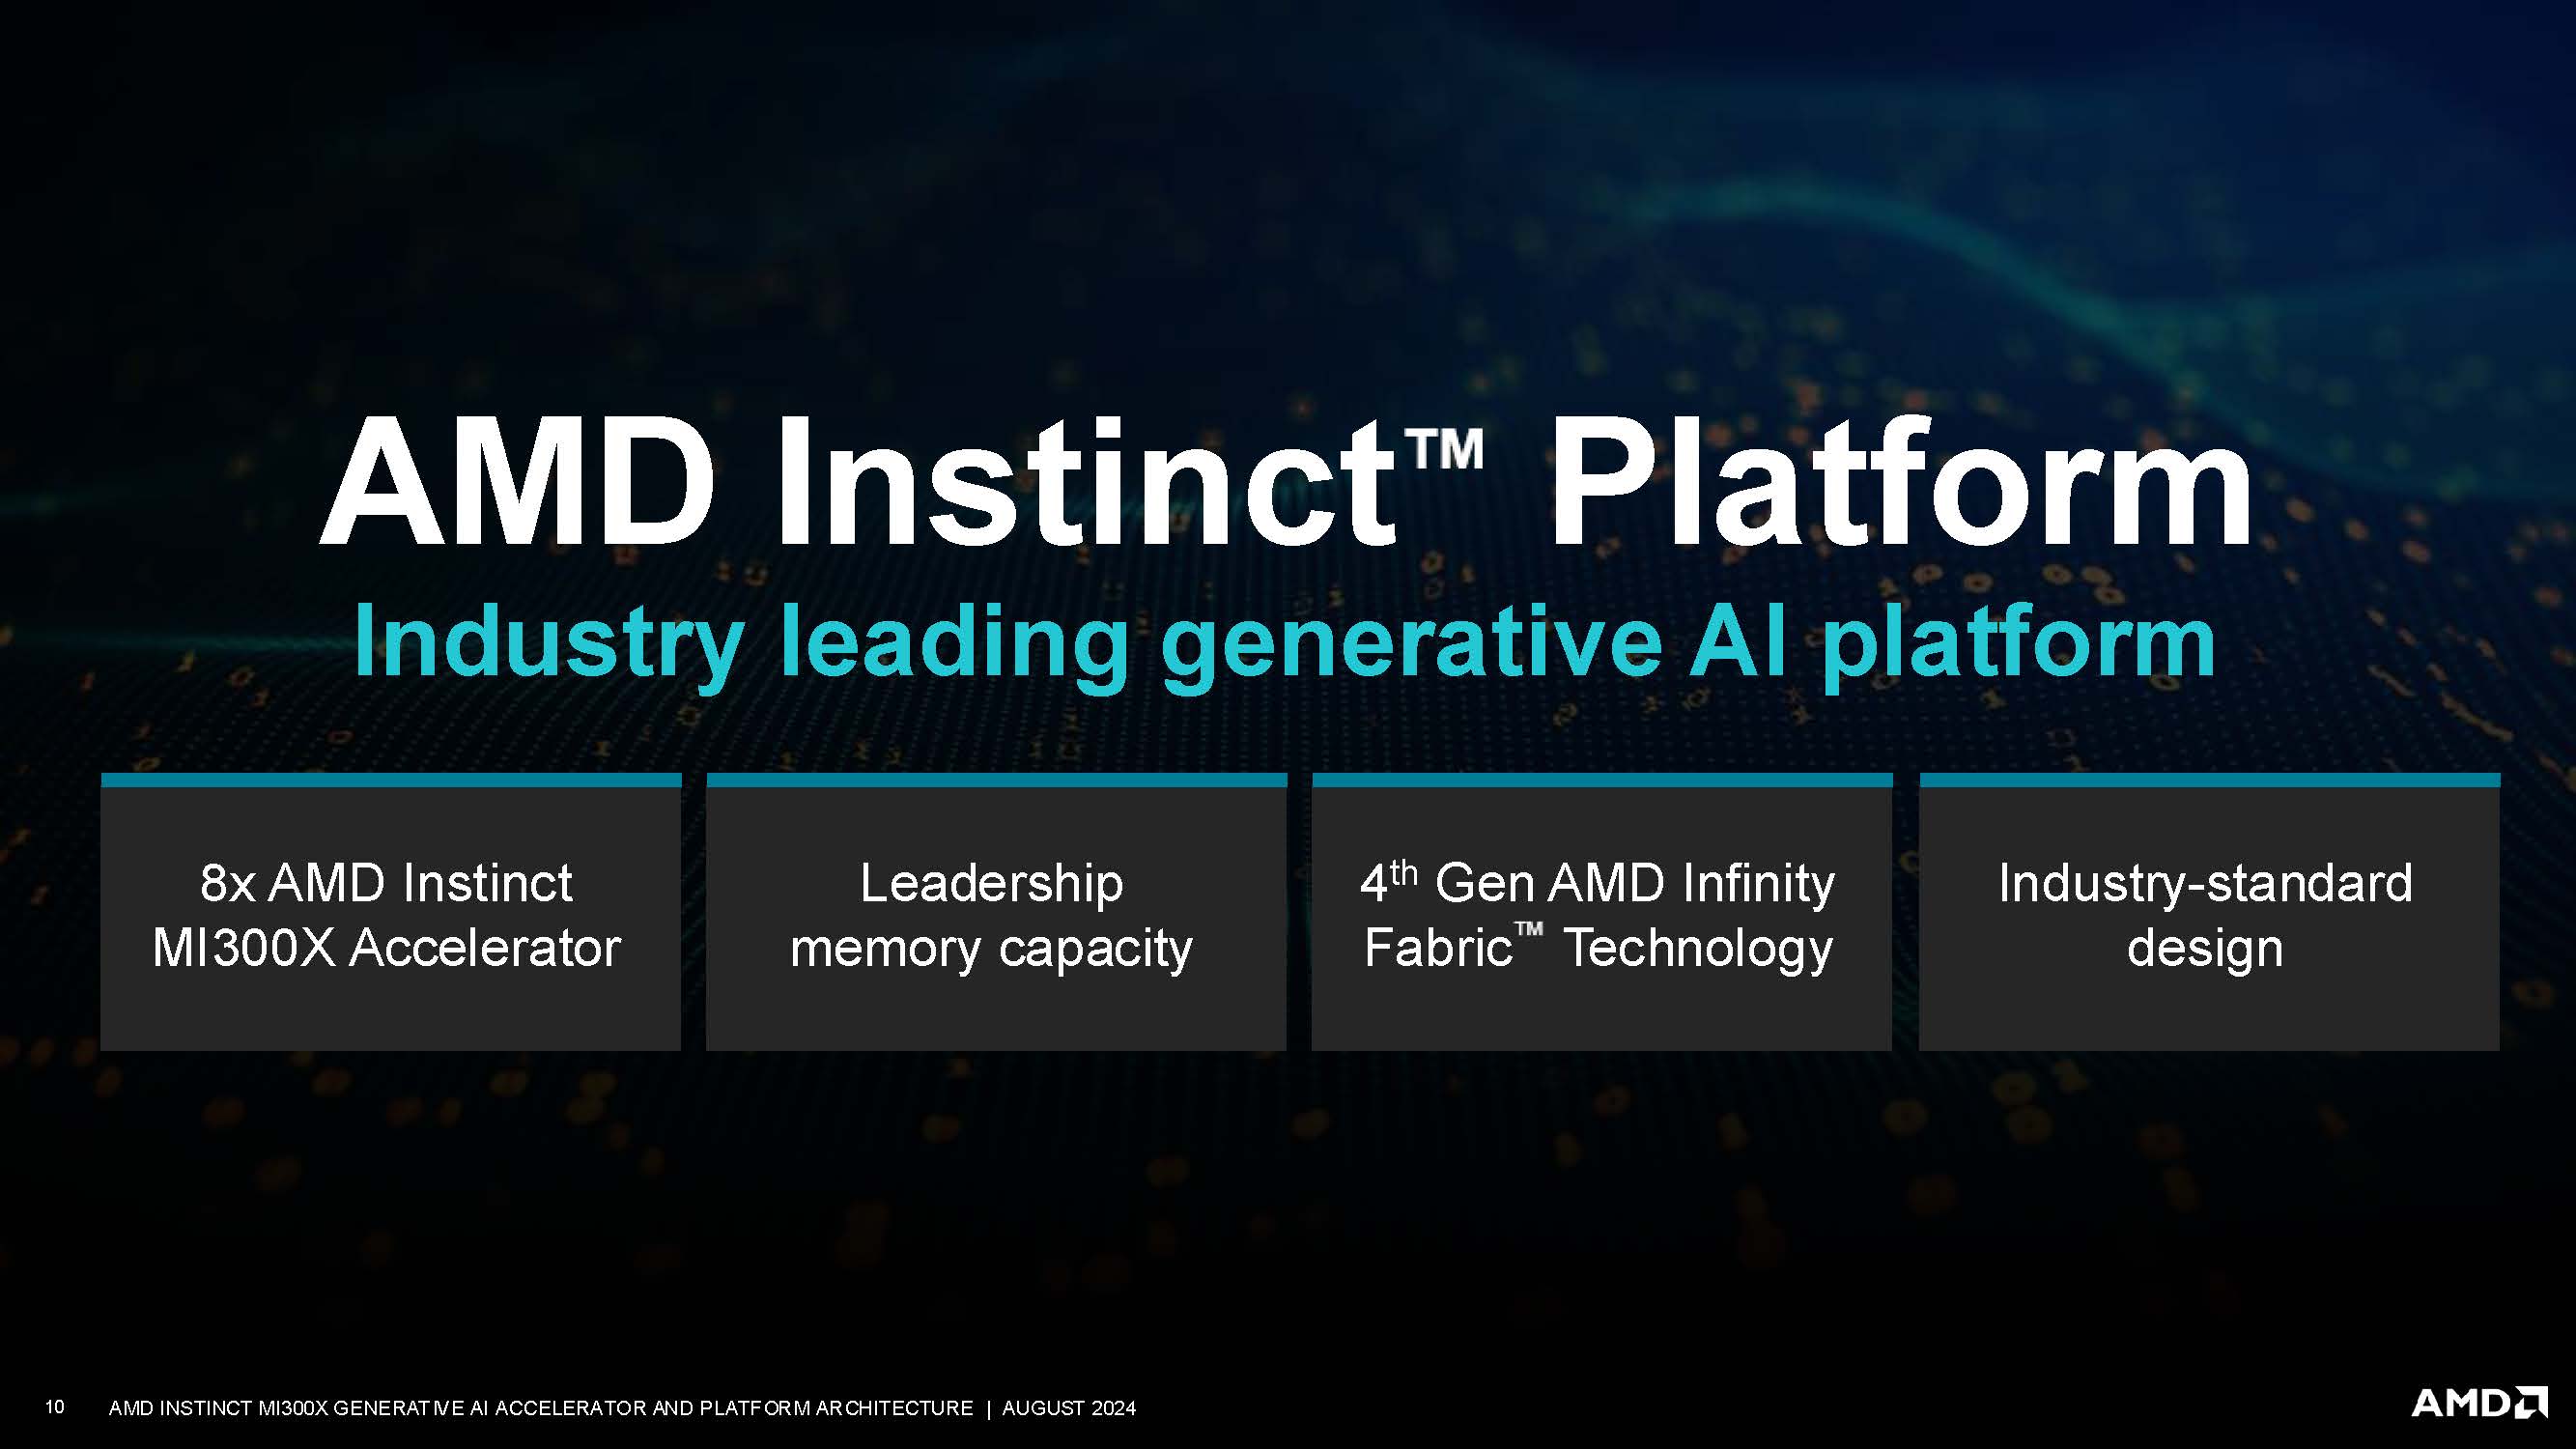 AMD Instinct™ Platform
Industry leading generative AI platform
8x AMD Instinct
MI300X Accelerator
Leadership
memory capacity
4th Gen AMD Infinity
Fabric™ Technology
Industry-standard
design
10 AMD INSTINCT MI300X GENERATIVE AI ACCELERATOR AND PLATFORM ARCHITECTURE | AUGUST 2024
AMD